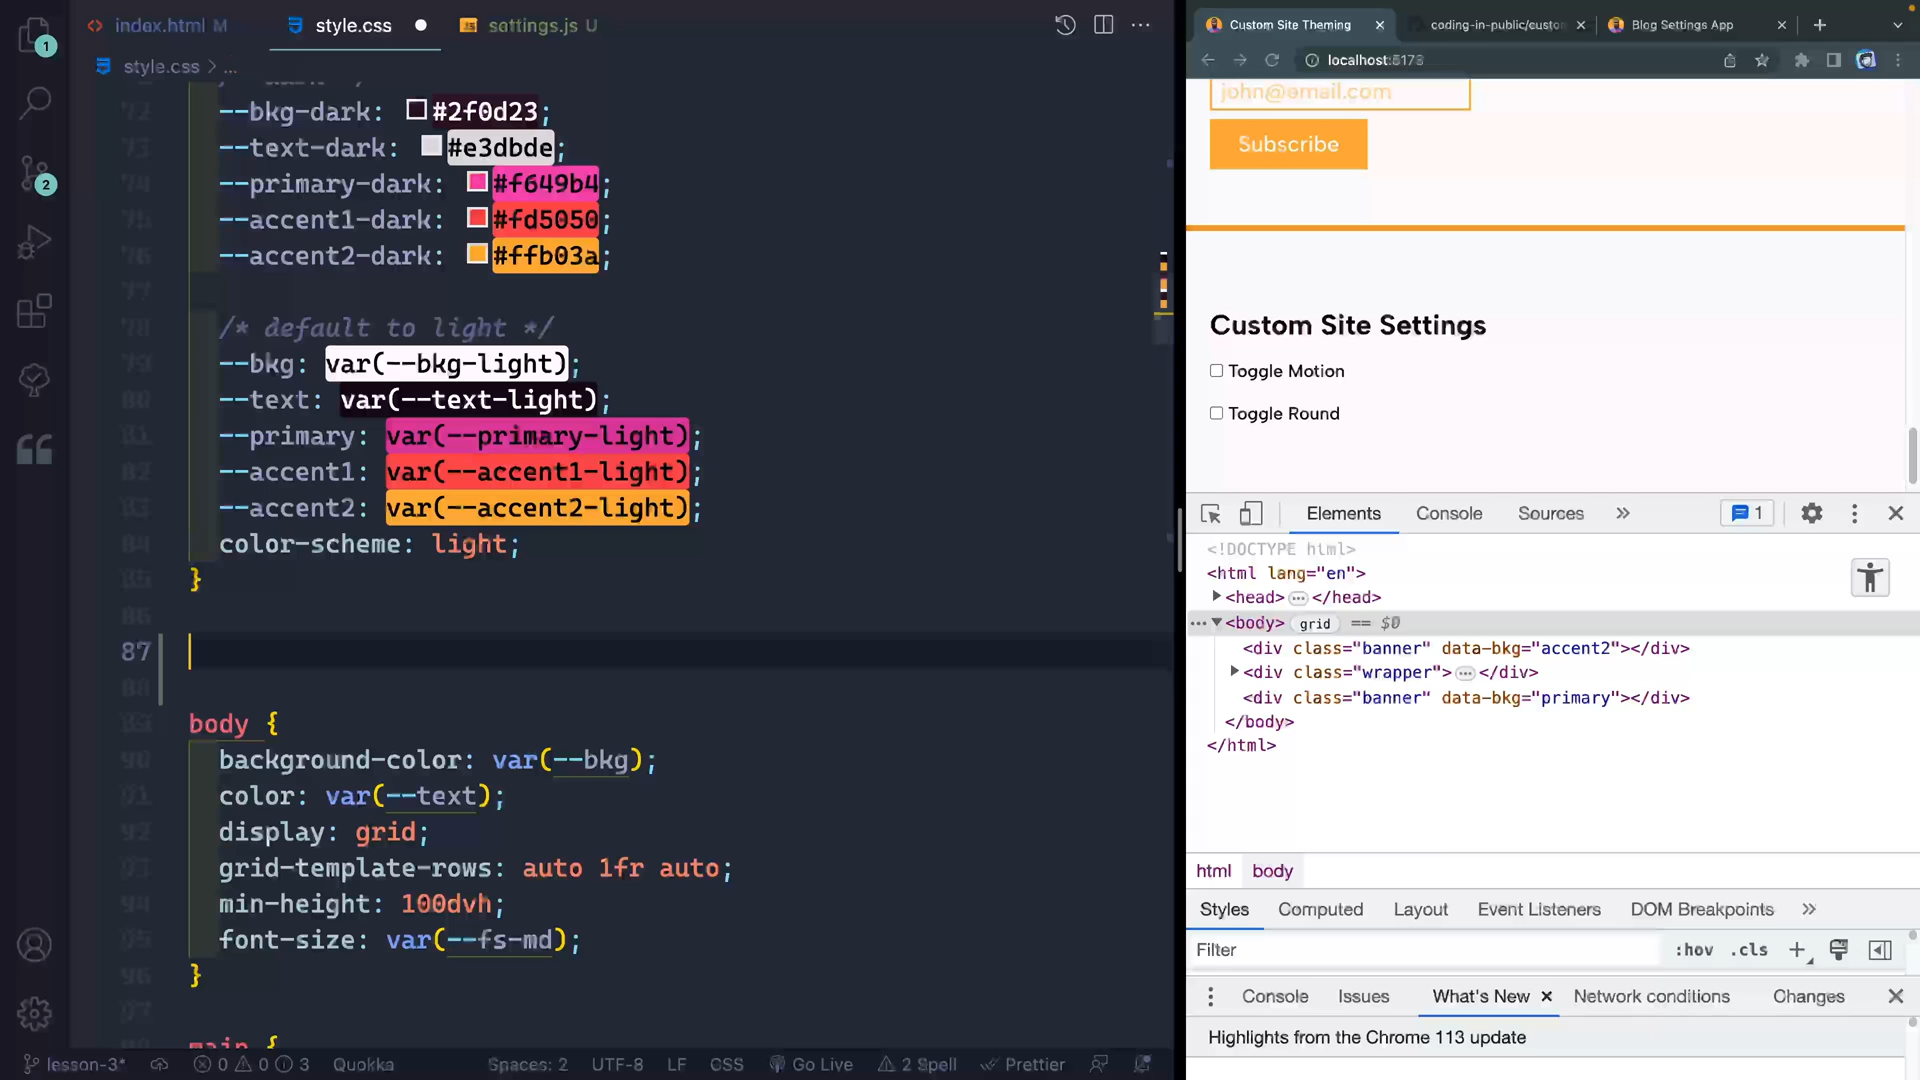 index.html M
style.css
settings.js U
style.css > ...
--bkg-dark: #2f0d23;
--text-dark: #e3dbde;
--primary-dark: #f649b4;
--accent1-dark: #fd5050;
--accent2-dark: #ffb03a;
/* default to light */
--bkg: var(--bkg-light);
--text: var(--text-light);
--primary: var(--primary-light);
--accent1: var(--accent1-light);
--accent2: var(--accent2-light);
color-scheme: light;
}
87
body {
background-color: var(--bkg);
color: var(--text);
display: grid;
grid-template-rows: auto 1fr auto;
min-height: 100dvh;
font-size: var(--fs-md);
}
main {
1
2
lesson-3* 0 0 3 Quokka Spaces: 2 UTF-8 LF CSS Go Live 2 Spell Prettier
Custom Site Theming
coding-in-public/custo
Blog Settings App
localhost:5173
john@email.com
Subscribe
Custom Site Settings
Toggle Motion
Toggle Round
Elements Console Sources 1
<!DOCTYPE html>
<html lang="en">
<head> ... </head>
... <body> grid == $0
<div class="banner" data-bkg="accent2"></div>
<div class="wrapper"> ... </div>
<div class="banner" data-bkg="primary"></div>
</body>
</html>
html body
Styles Computed Layout Event Listeners DOM Breakpoints
Filter :hov .cls
Console Issues What's New Network conditions Changes
Highlights from the Chrome 113 update